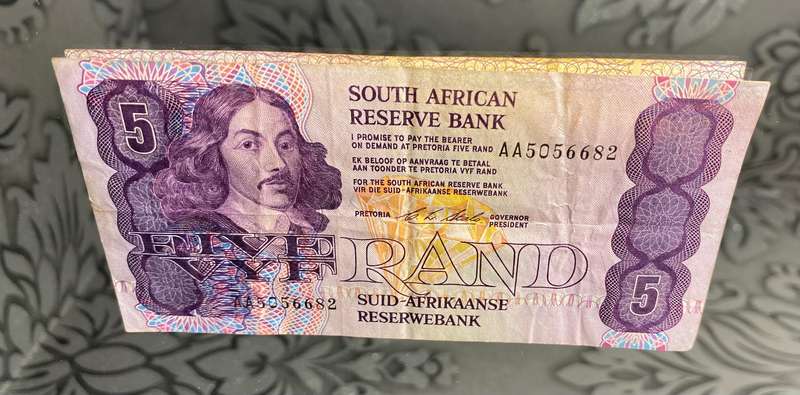 5
SOUTH AFRICAN
RESERVE BANK
I PROMISE TO PAY THE BEARER
ON DEMAND AT PRETORIA FIVE RAND AA5056682
EK BELOOF OP AANVRAAG TE BETAAL
AAN TOONDER TE PRETORIA VYF RAND
FOR THE SOUTH AFRICAN RESERVE BANK
VIR DIE SUID-AFRIKAANSE RESERWEBANK
PRETORIA GOVERNOR
PRESIDENT
FIVE
VYF RAND
AA5056682 SUID-AFRIKAANSE
RESERWEBANK
5